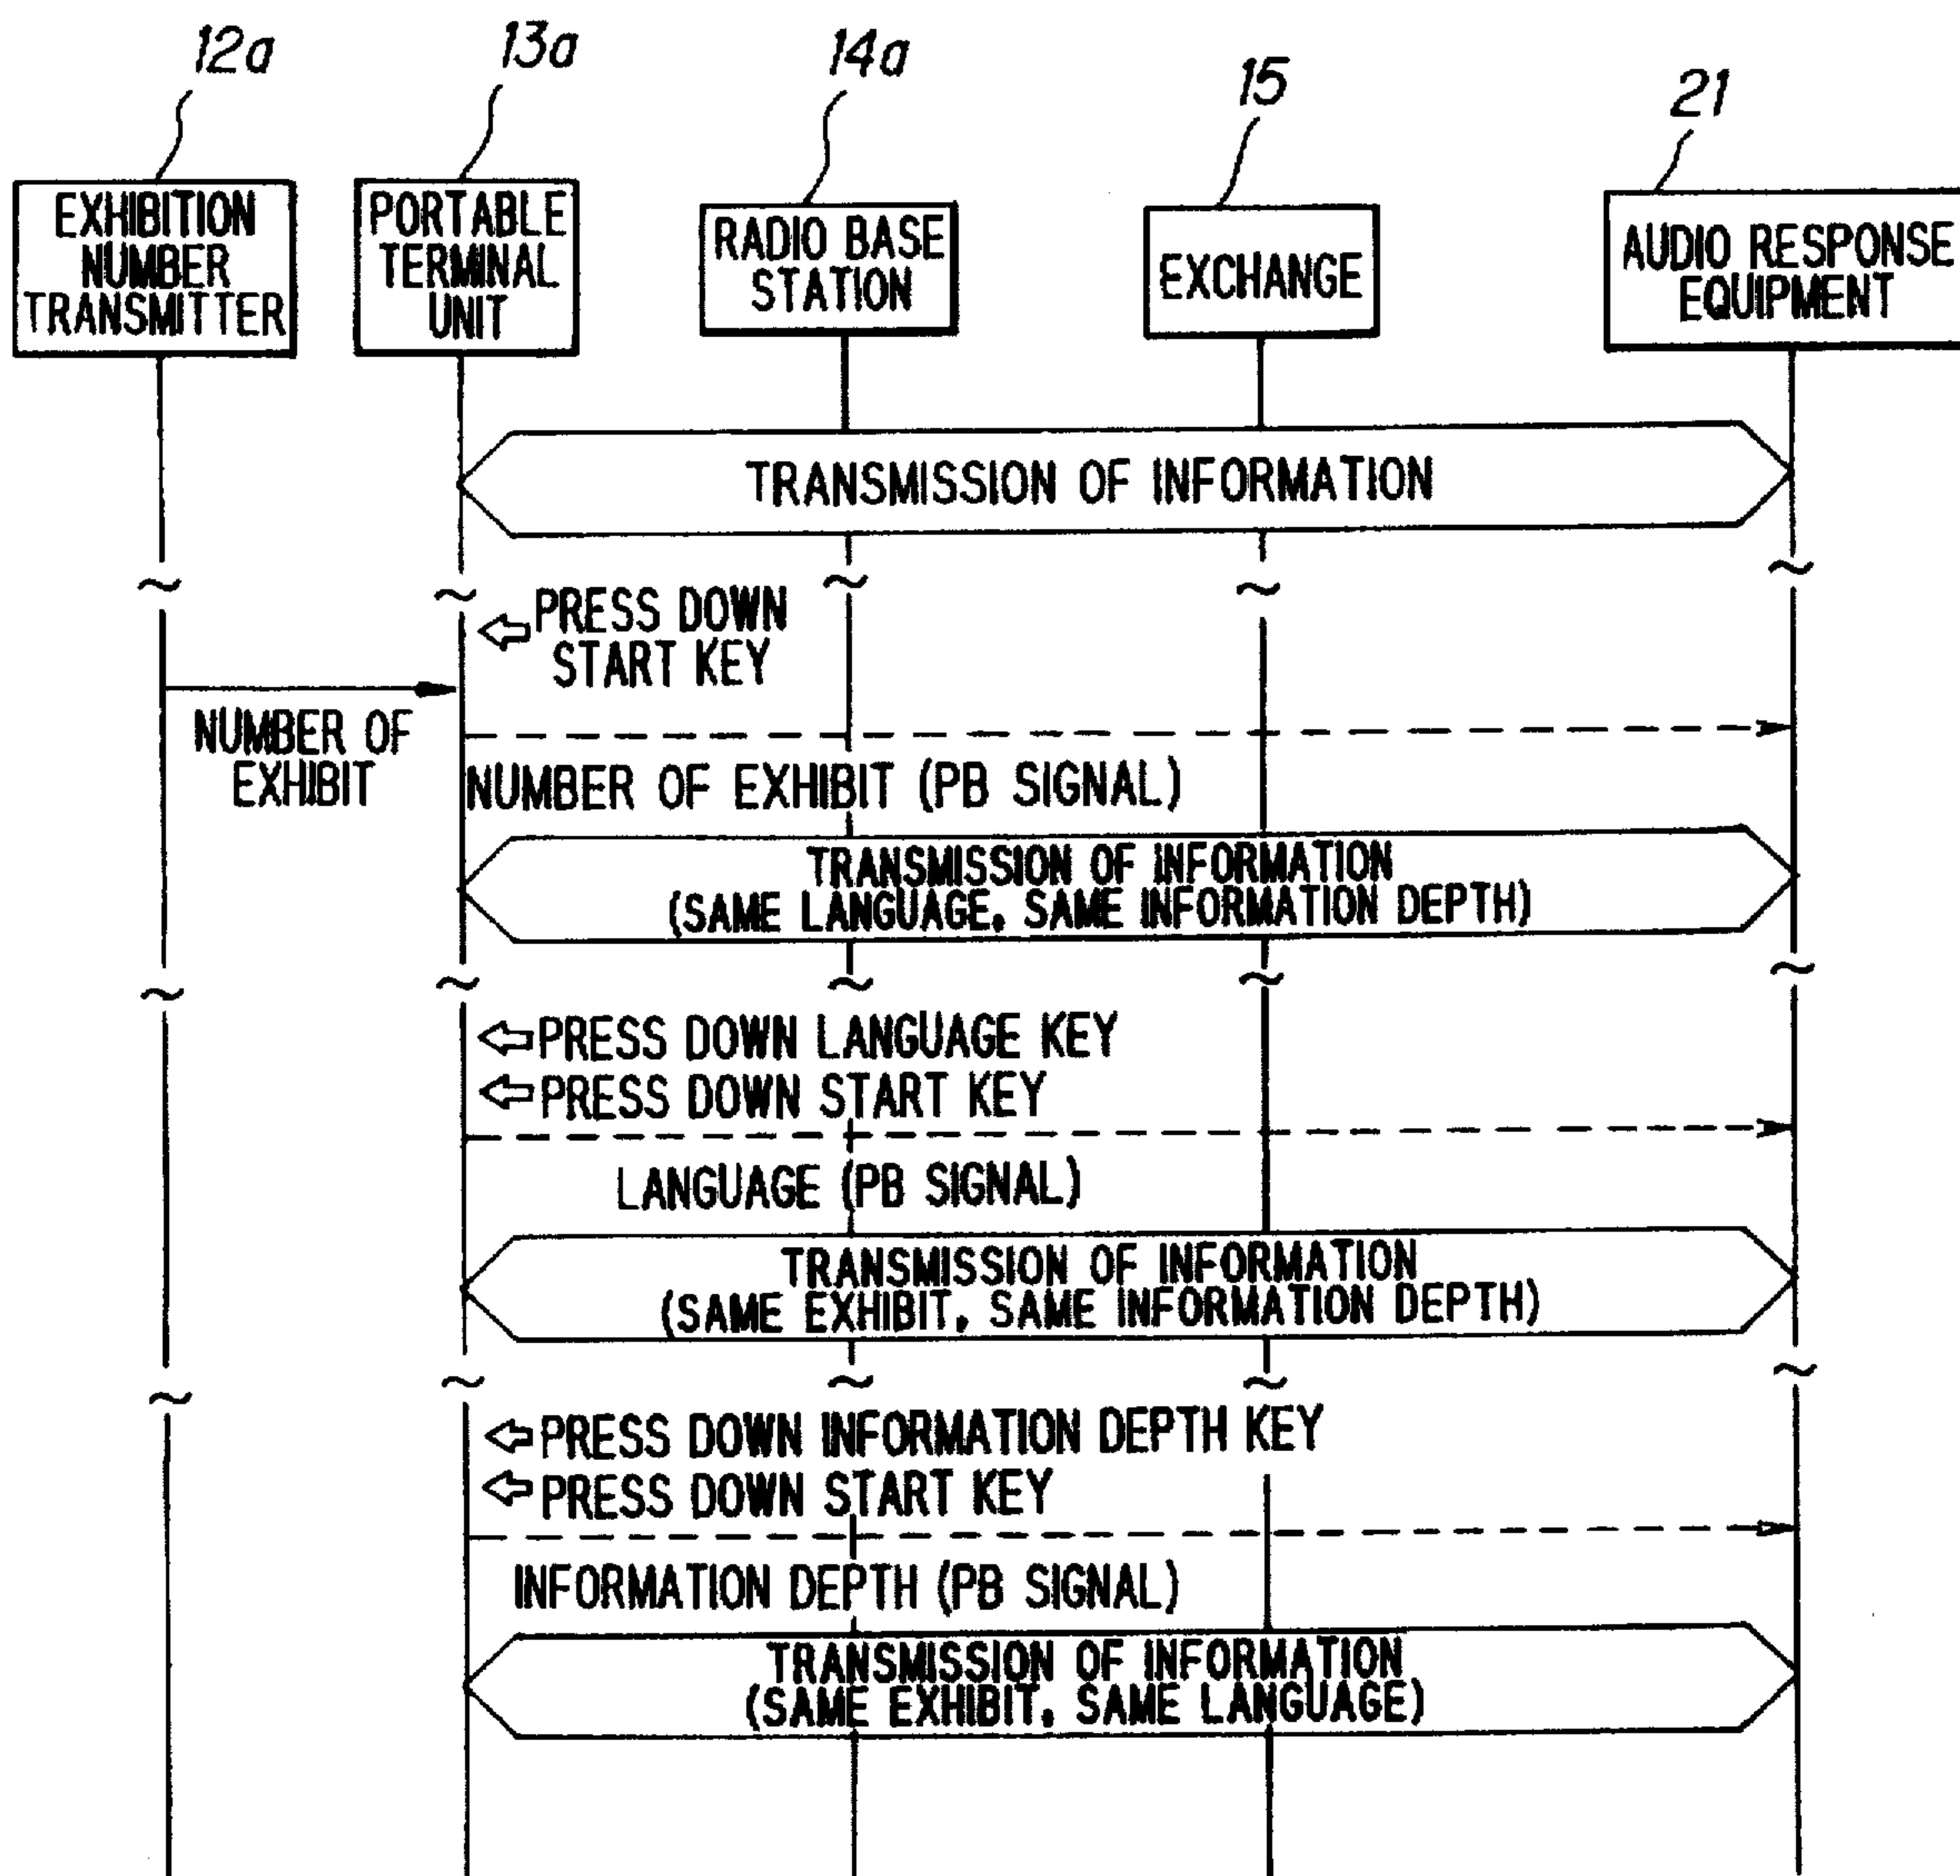 12a
13a
14a
15
21
EXHIBITION
NUMBER
TRANSMITTER
PORTABLE
TERMINAL
UNIT
RADIO BASE
STATION
EXCHANGE
AUDIO RESPONSE
EQUIPMENT
TRANSMISSION OF INFORMATION
PRESS DOWN
START KEY
NUMBER OF
EXHIBIT
NUMBER OF EXHIBIT (PB SIGNAL)
TRANSMISSION OF INFORMATION
(SAME LANGUAGE, SAME INFORMATION DEPTH)
PRESS DOWN LANGUAGE KEY
PRESS DOWN START KEY
LANGUAGE (PB SIGNAL)
TRANSMISSION OF INFORMATION
(SAME EXHIBIT, SAME INFORMATION DEPTH)
PRESS DOWN INFORMATION DEPTH KEY
PRESS DOWN START KEY
INFORMATION DEPTH (PB SIGNAL)
TRANSMISSION OF INFORMATION
(SAME EXHIBIT, SAME LANGUAGE)